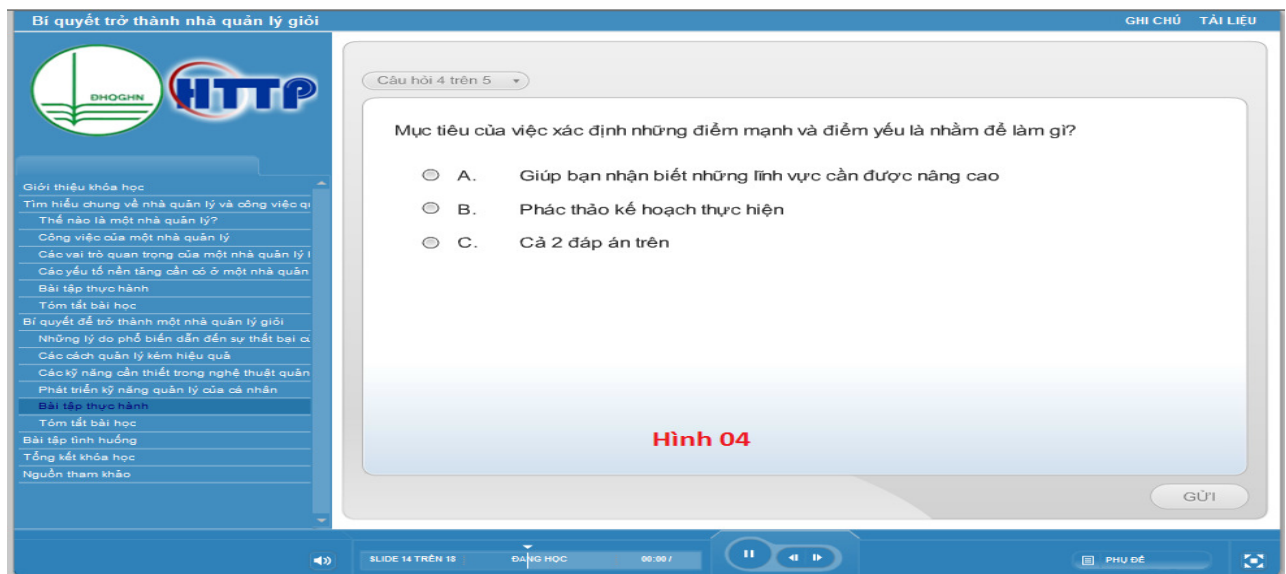 Bí quyết trở thành nhà quản lý giỏi
GHI CHÚ TÀI LIỆU
ĐHQGHN
HTTP
Giới thiệu khóa học
Tìm hiểu chung về nhà quản lý và công việc qu
Thế nào là một nhà quản lý?
Công việc của một nhà quản lý
Các vai trò quan trọng của một nhà quản lý l
Các yếu tố nền tảng cần có ở một nhà quản
Bài tập thực hành
Tóm tắt bài học
Bí quyết để trở thành một nhà quản lý giỏi
Những lý do phổ biến dẫn đến sự thất bại củ
Các cách quản lý kém hiệu quả
Các kỹ năng cần thiết trong nghệ thuật quản
Phát triển kỹ năng quản lý của cá nhân
Bài tập thực hành
Tóm tắt bài học
Bài tập tình huống
Tổng kết khóa học
Nguồn tham khảo
Câu hỏi 4 trên 5
Mục tiêu của việc xác định những điểm mạnh và điểm yếu là nhằm để làm gì?
A. Giúp bạn nhận biết những lĩnh vực cần được nâng cao
B. Phác thảo kế hoạch thực hiện
C. Cả 2 đáp án trên
Hình 04
GỬI
SLIDE 14 TRÊN 18 ĐANG HỌC 00:00 / PHỤ ĐỀ